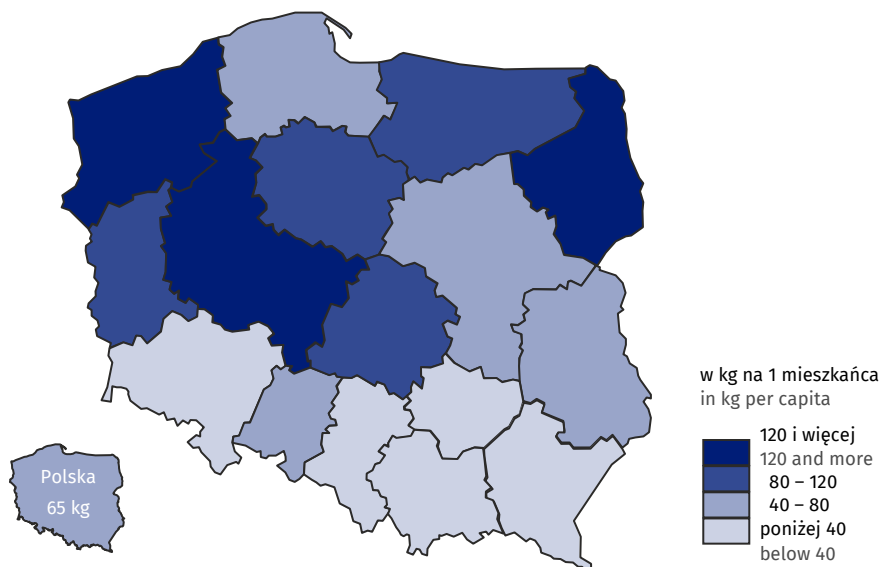 w kg na 1 mieszkańca
in kg per capita
120 i więcej
120 and more
80 – 120
40 – 80
poniżej 40
below 40
Polska
65 kg